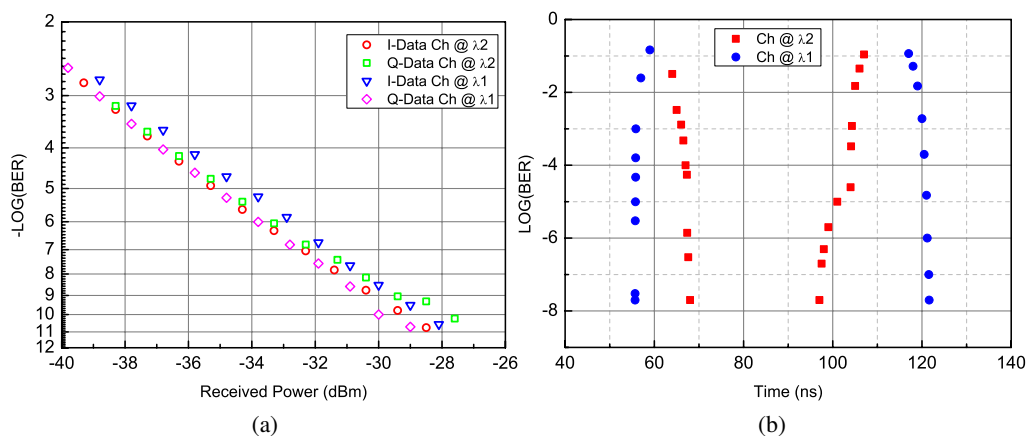 2
3
4
5
6
7
8
9
10
11
12
-40 -38 -36 -34 -32 -30 -28 -26
-LOG(BER)
Received Power (dBm)
I-Data Ch @ λ2
Q-Data Ch @ λ2
I-Data Ch @ λ1
Q-Data Ch @ λ1
(a)
0
-2
-4
-6
-8
40 60 80 100 120 140
LOG(BER)
Time (ns)
Ch @ λ2
Ch @ λ1
(b)